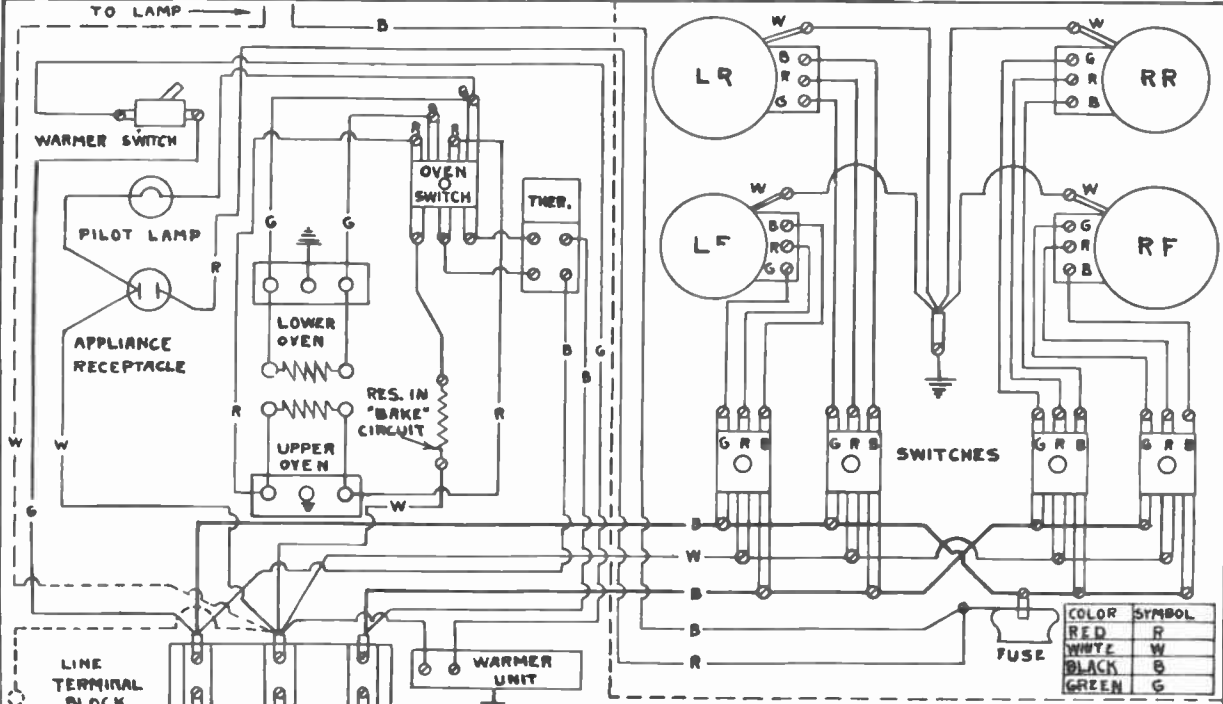 TO LAMP
B
W
W
LR
B
R
G
G
R
B
RR
WARMER SWITCH
G
B
R
R
OVEN
SWITCH
THER.
PILOT LAMP
G
G
R
W
LF
B
R
G
W
G
R
B
RF
APPLIANCE
RECEPTACLE
LOWER
OVEN
B
B
G
RES. IN
"BAKE"
CIRCUIT
R
R
W
W
UPPER
OVEN
W
G
G R B
G R B
SWITCHES
G R B
G R B
B
W
B
B
R
FUSE
COLOR SYMBOL
RED R
WHITE W
BLACK B
GREEN G
LINE
TERMINAL
BLOCK
WARMER
UNIT